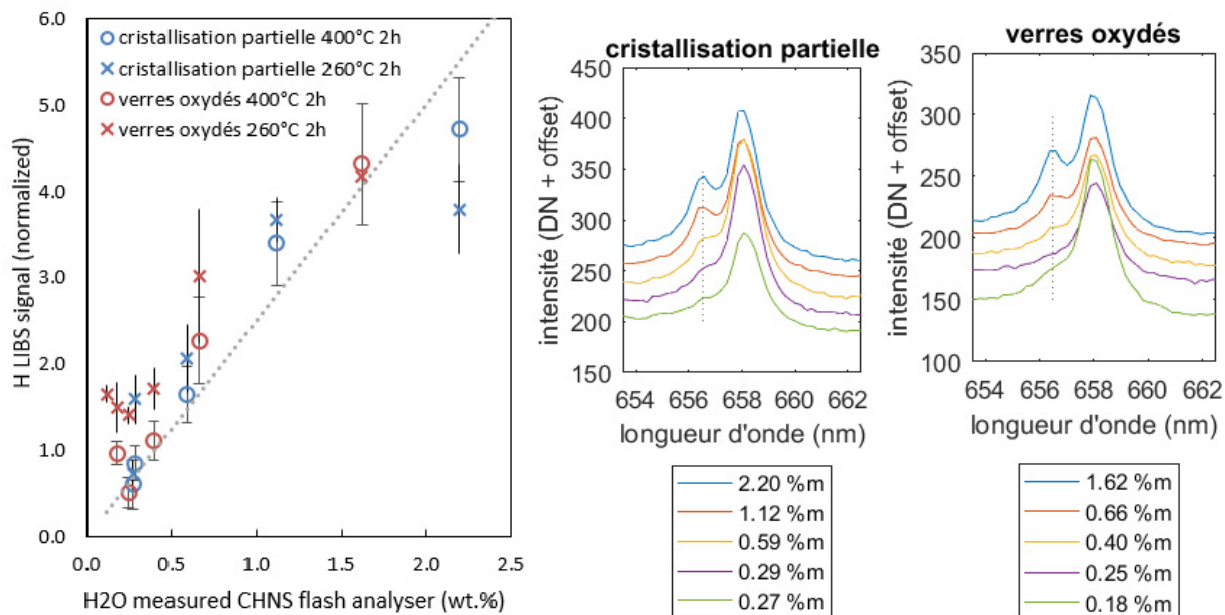 6.0
5.0
4.0
3.0
2.0
1.0
0.0
0.0 0.5 1.0 1.5 2.0 2.5
H LIBS signal (normalized)
H2O measured CHNS flash analyser (wt.%)
cristallisation partielle 400°C 2h
cristallisation partielle 260°C 2h
verres oxydés 400°C 2h
verres oxydés 260°C 2h
cristallisation partielle
450
400
350
300
250
200
150
intensité (DN + offset)
654 656 658 660 662
longueur d'onde (nm)
2.20 %m
1.12 %m
0.59 %m
0.29 %m
0.27 %m
verres oxydés
350
300
250
200
150
100
intensité (DN + offset)
654 656 658 660 662
longueur d'onde (nm)
1.62 %m
0.66 %m
0.40 %m
0.25 %m
0.18 %m